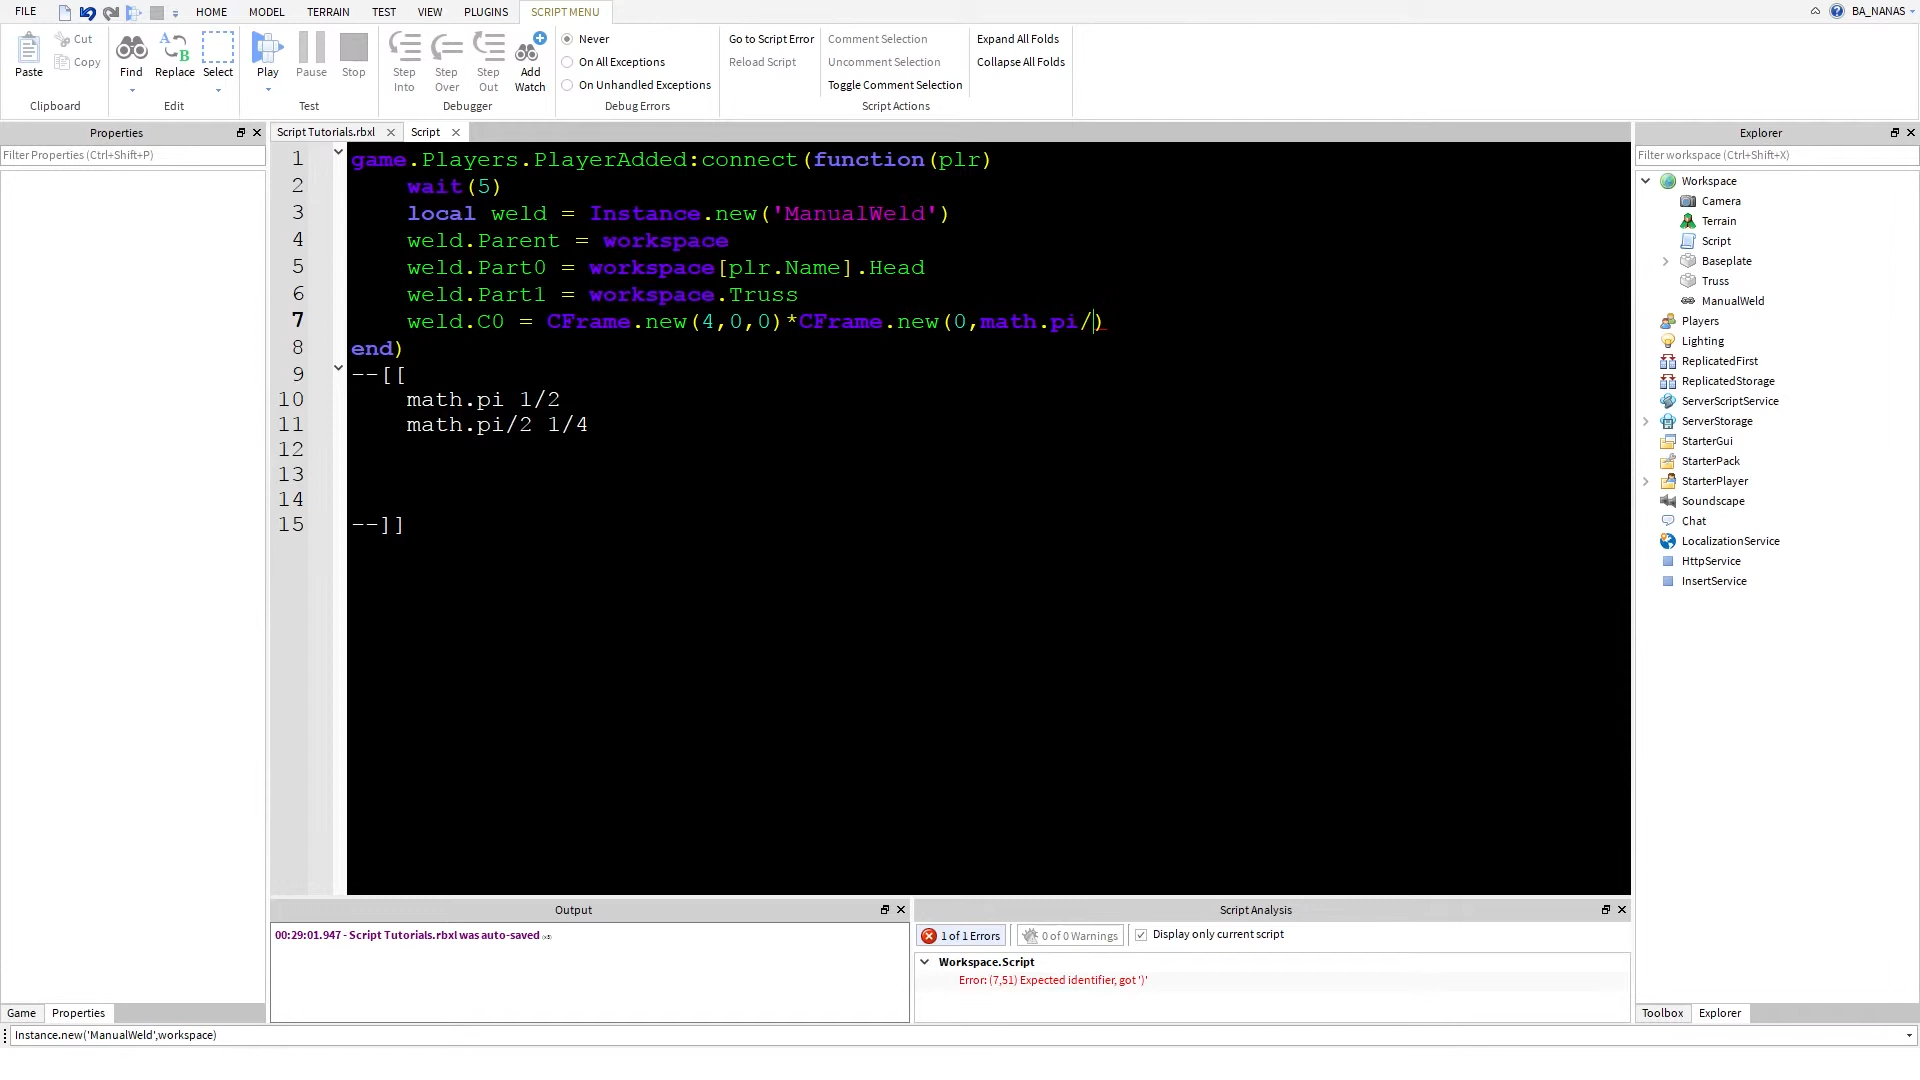 FILE HOME MODEL TERRAIN TEST VIEW PLUGINS SCRIPT MENU BA_NANAS
Paste Cut Copy Find Replace Select Play Pause Stop Step Into Step Over Step Out Add Watch
Never
On All Exceptions
On Unhandled Exceptions
Go to Script Error
Reload Script
Comment Selection
Uncomment Selection
Toggle Comment Selection
Expand All Folds
Collapse All Folds
Clipboard Edit Test Debugger Debug Errors Script Actions
Properties
Filter Properties (Ctrl+Shift+P)
Script Tutorials.rbxl Script
1 game.Players.PlayerAdded:connect(function(plr)
2 wait(5)
3 local weld = Instance.new('ManualWeld')
4 weld.Parent = workspace
5 weld.Part0 = workspace[plr.Name].Head
6 weld.Part1 = workspace.Truss
7 weld.C0 = CFrame.new(4,0,0)*CFrame.new(0,math.pi/)
8 end)
9 --[[
10 math.pi 1/2
11 math.pi/2 1/4
12
13
14
15 --]]
Explorer
Filter workspace (Ctrl+Shift+X)
Workspace
Camera
Terrain
Script
Baseplate
Truss
ManualWeld
Players
Lighting
ReplicatedFirst
ReplicatedStorage
ServerScriptService
ServerStorage
StarterGui
StarterPack
StarterPlayer
Soundscape
Chat
LocalizationService
HttpService
InsertService
Output
00:29:01.947 - Script Tutorials.rbxl was auto-saved
Script Analysis
1 of 1 Errors 0 of 0 Warnings Display only current script
Workspace.Script
Error: (7,51) Expected identifier, got ')'
Game Properties
Toolbox Explorer
Instance.new('ManualWeld',workspace)